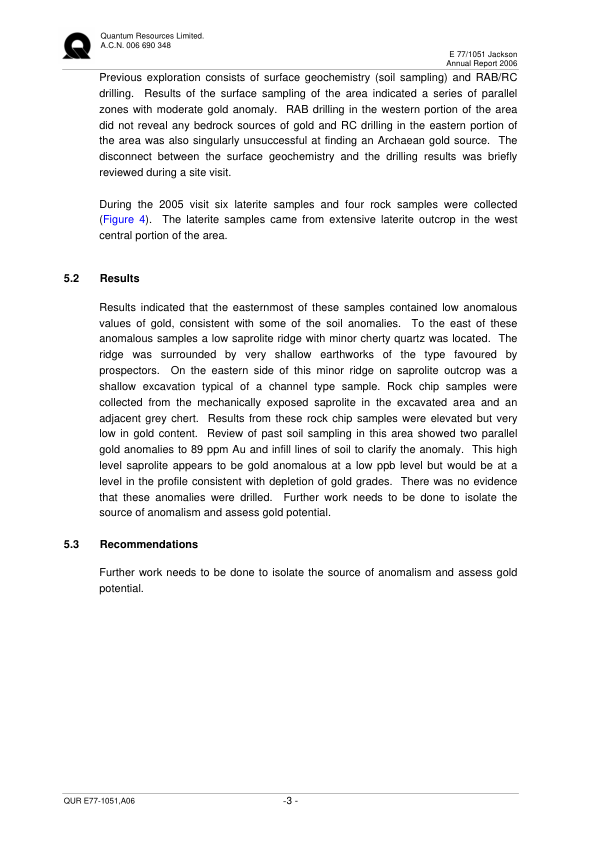 Quantum Resources Limited.
A.C.N. 006 690 348
E 77/1051 Jackson
Annual Report 2006
Previous exploration consists of surface geochemistry (soil sampling) and RAB/RC
drilling. Results of the surface sampling of the area indicated a series of parallel
zones with moderate gold anomaly. RAB drilling in the western portion of the area
did not reveal any bedrock sources of gold and RC drilling in the eastern portion of
the area was also singularly unsuccessful at finding an Archaean gold source. The
disconnect between the surface geochemistry and the drilling results was briefly
reviewed during a site visit.
During the 2005 visit six laterite samples and four rock samples were collected
(Figure 4). The laterite samples came from extensive laterite outcrop in the west
central portion of the area.
5.2 Results
Results indicated that the easternmost of these samples contained low anomalous
values of gold, consistent with some of the soil anomalies. To the east of these
anomalous samples a low saprolite ridge with minor cherty quartz was located. The
ridge was surrounded by very shallow earthworks of the type favoured by
prospectors. On the eastern side of this minor ridge on saprolite outcrop was a
shallow excavation typical of a channel type sample. Rock chip samples were
collected from the mechanically exposed saprolite in the excavated area and an
adjacent grey chert. Results from these rock chip samples were elevated but very
low in gold content. Review of past soil sampling in this area showed two parallel
gold anomalies to 89 ppm Au and infill lines of soil to clarify the anomaly. This high
level saprolite appears to be gold anomalous at a low ppb level but would be at a
level in the profile consistent with depletion of gold grades. There was no evidence
that these anomalies were drilled. Further work needs to be done to isolate the
source of anomalism and assess gold potential.
5.3 Recommendations
Further work needs to be done to isolate the source of anomalism and assess gold
potential.
QUR E77-1051,A06
-3 -